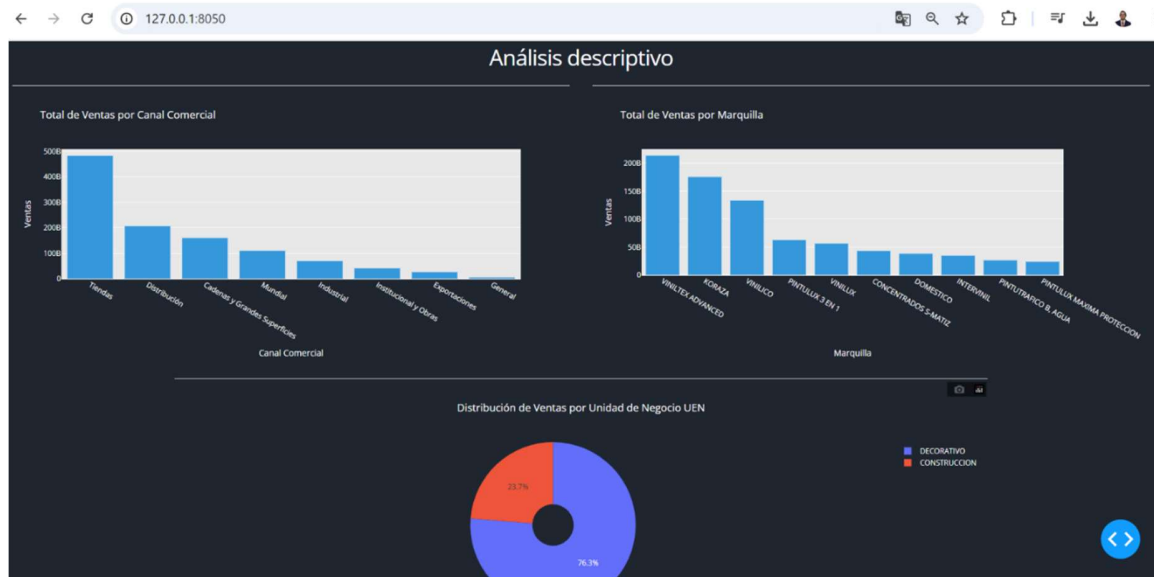 127.0.0.1:8050
Análisis descriptivo
Total de Ventas por Canal Comercial
Ventas
500B
400B
300B
200B
100B
0
Tiendas
Distribución
Cadenas y Grandes Superficies
Mundial
Industrial
Institucional y Obras
Exportaciones
General
Canal Comercial
Total de Ventas por Marquilla
Ventas
200B
150B
100B
50B
0
VINILTEX ADVANCED
KORAZA
VINILICO
PINTULUX 3 EN 1
VINILUX
CONCENTRADOS S-MATIZ
DOMESTICO
INTERVINIL
PINTUTRAFICO B. AGUA
PINTULUX MAXIMA PROTECCION
Marquilla
Distribución de Ventas por Unidad de Negocio UEN
23.7%
76.3%
DECORATIVO
CONSTRUCCION